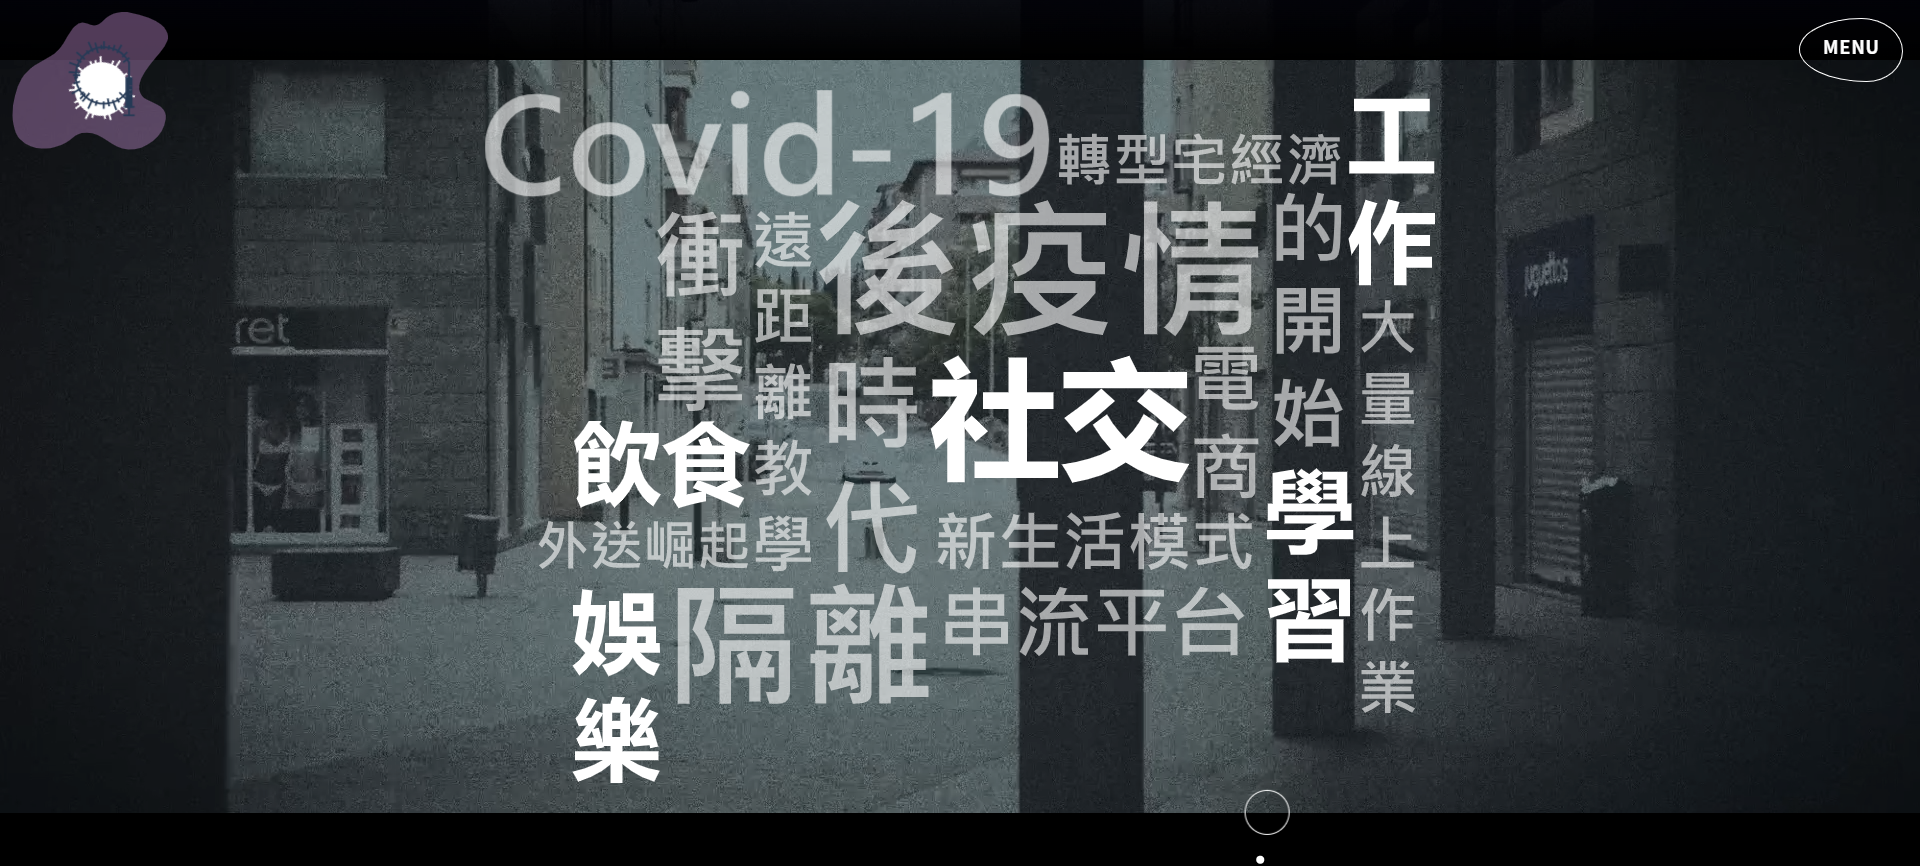 MENU
Covid-19
轉型宅經濟
工作
衝擊
遠距離教學
後疫情
時代
的開始
大量線上作業
社交
電商
飲食
學習
外送崛起
新生活模式
娛樂
隔離
串流平台
ret
juguettos